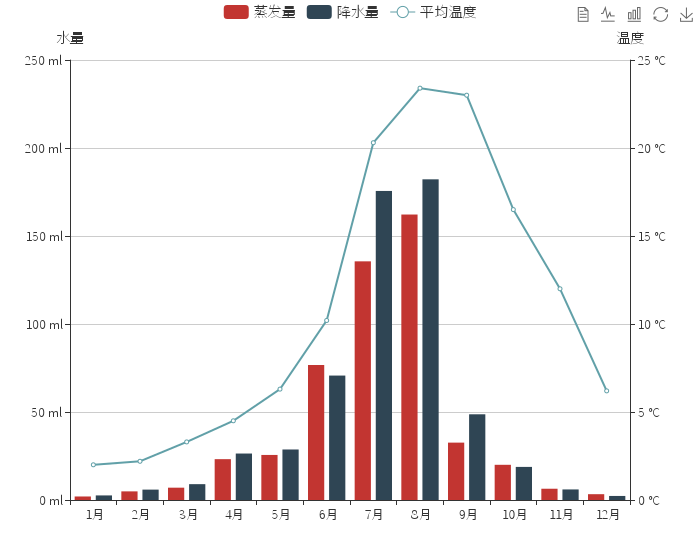 蒸发量 降水量 平均温度
水量 温度
250 ml 25 °C
200 ml 20 °C
150 ml 15 °C
100 ml 10 °C
50 ml 5 °C
0 ml 0 °C
1月 2月 3月 4月 5月 6月 7月 8月 9月 10月 11月 12月